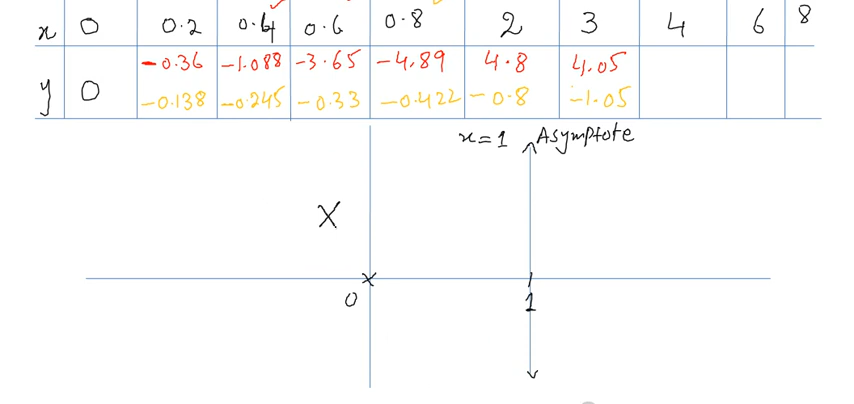 x 0 0.2 0.4 0.6 0.8 2 3 4 6 8
-0.36 -1.088 -3.65 -4.89 4.8 4.05
y 0
-0.138 -0.245 -0.33 -0.422 -0.8 -1.05
x=1 Asymptote
X
x
0 1